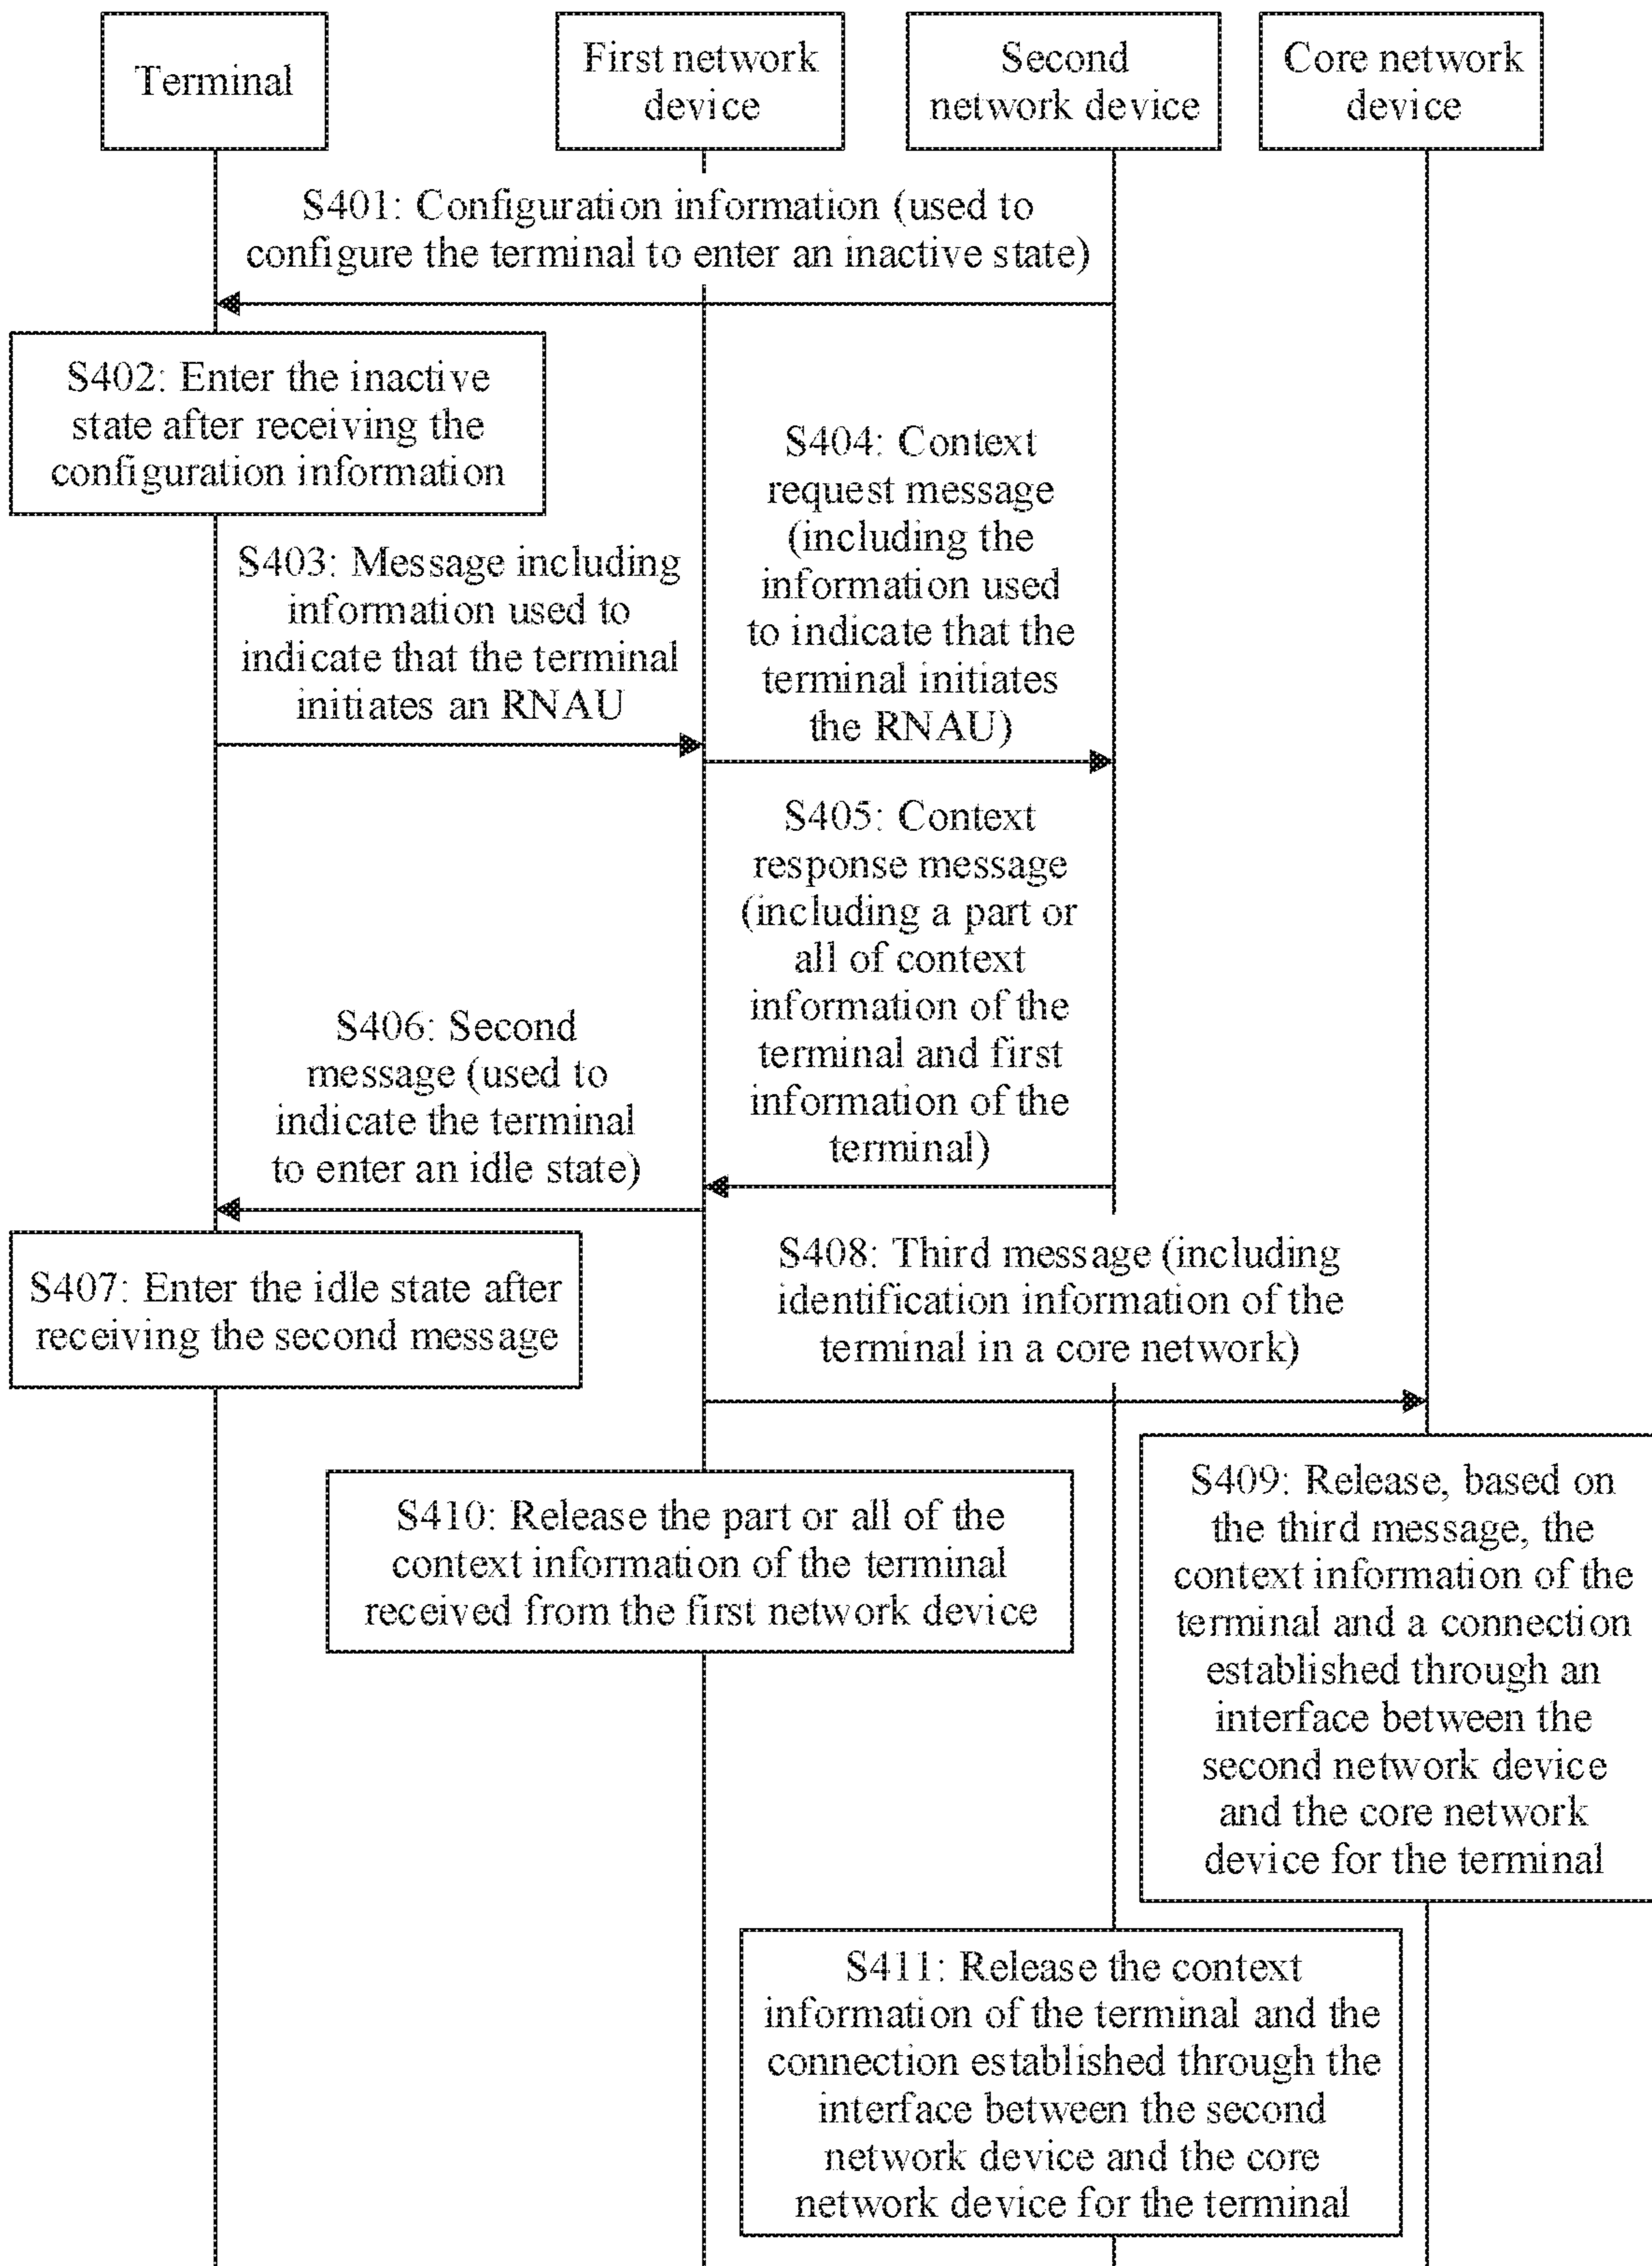 Terminal
First network
device
Second
network device
Core network
device
S401: Configuration information (used to
configure the terminal to enter an inactive state)
S402: Enter the inactive
state after receiving the
configuration information
S403: Message including
information used to
indicate that the terminal
initiates an RNAU
S404: Context
request message
(including the
information used
to indicate that the
terminal initiates
the RNAU)
S405: Context
response message
(including a part or
all of context
information of the
terminal and first
information of the
terminal)
S406: Second
message (used to
indicate the terminal
to enter an idle state)
S407: Enter the idle state after
receiving the second message
S408: Third message (including
identification information of the
terminal in a core network)
S409: Release, based on
the third message, the
context information of the
terminal and a connection
established through an
interface between the
second network device
and the core network
device for the terminal
S410: Release the part or all of the
context information of the terminal
received from the first network device
S411: Release the context
information of the terminal and the
connection established through the
interface between the second
network device and the core
network device for the terminal